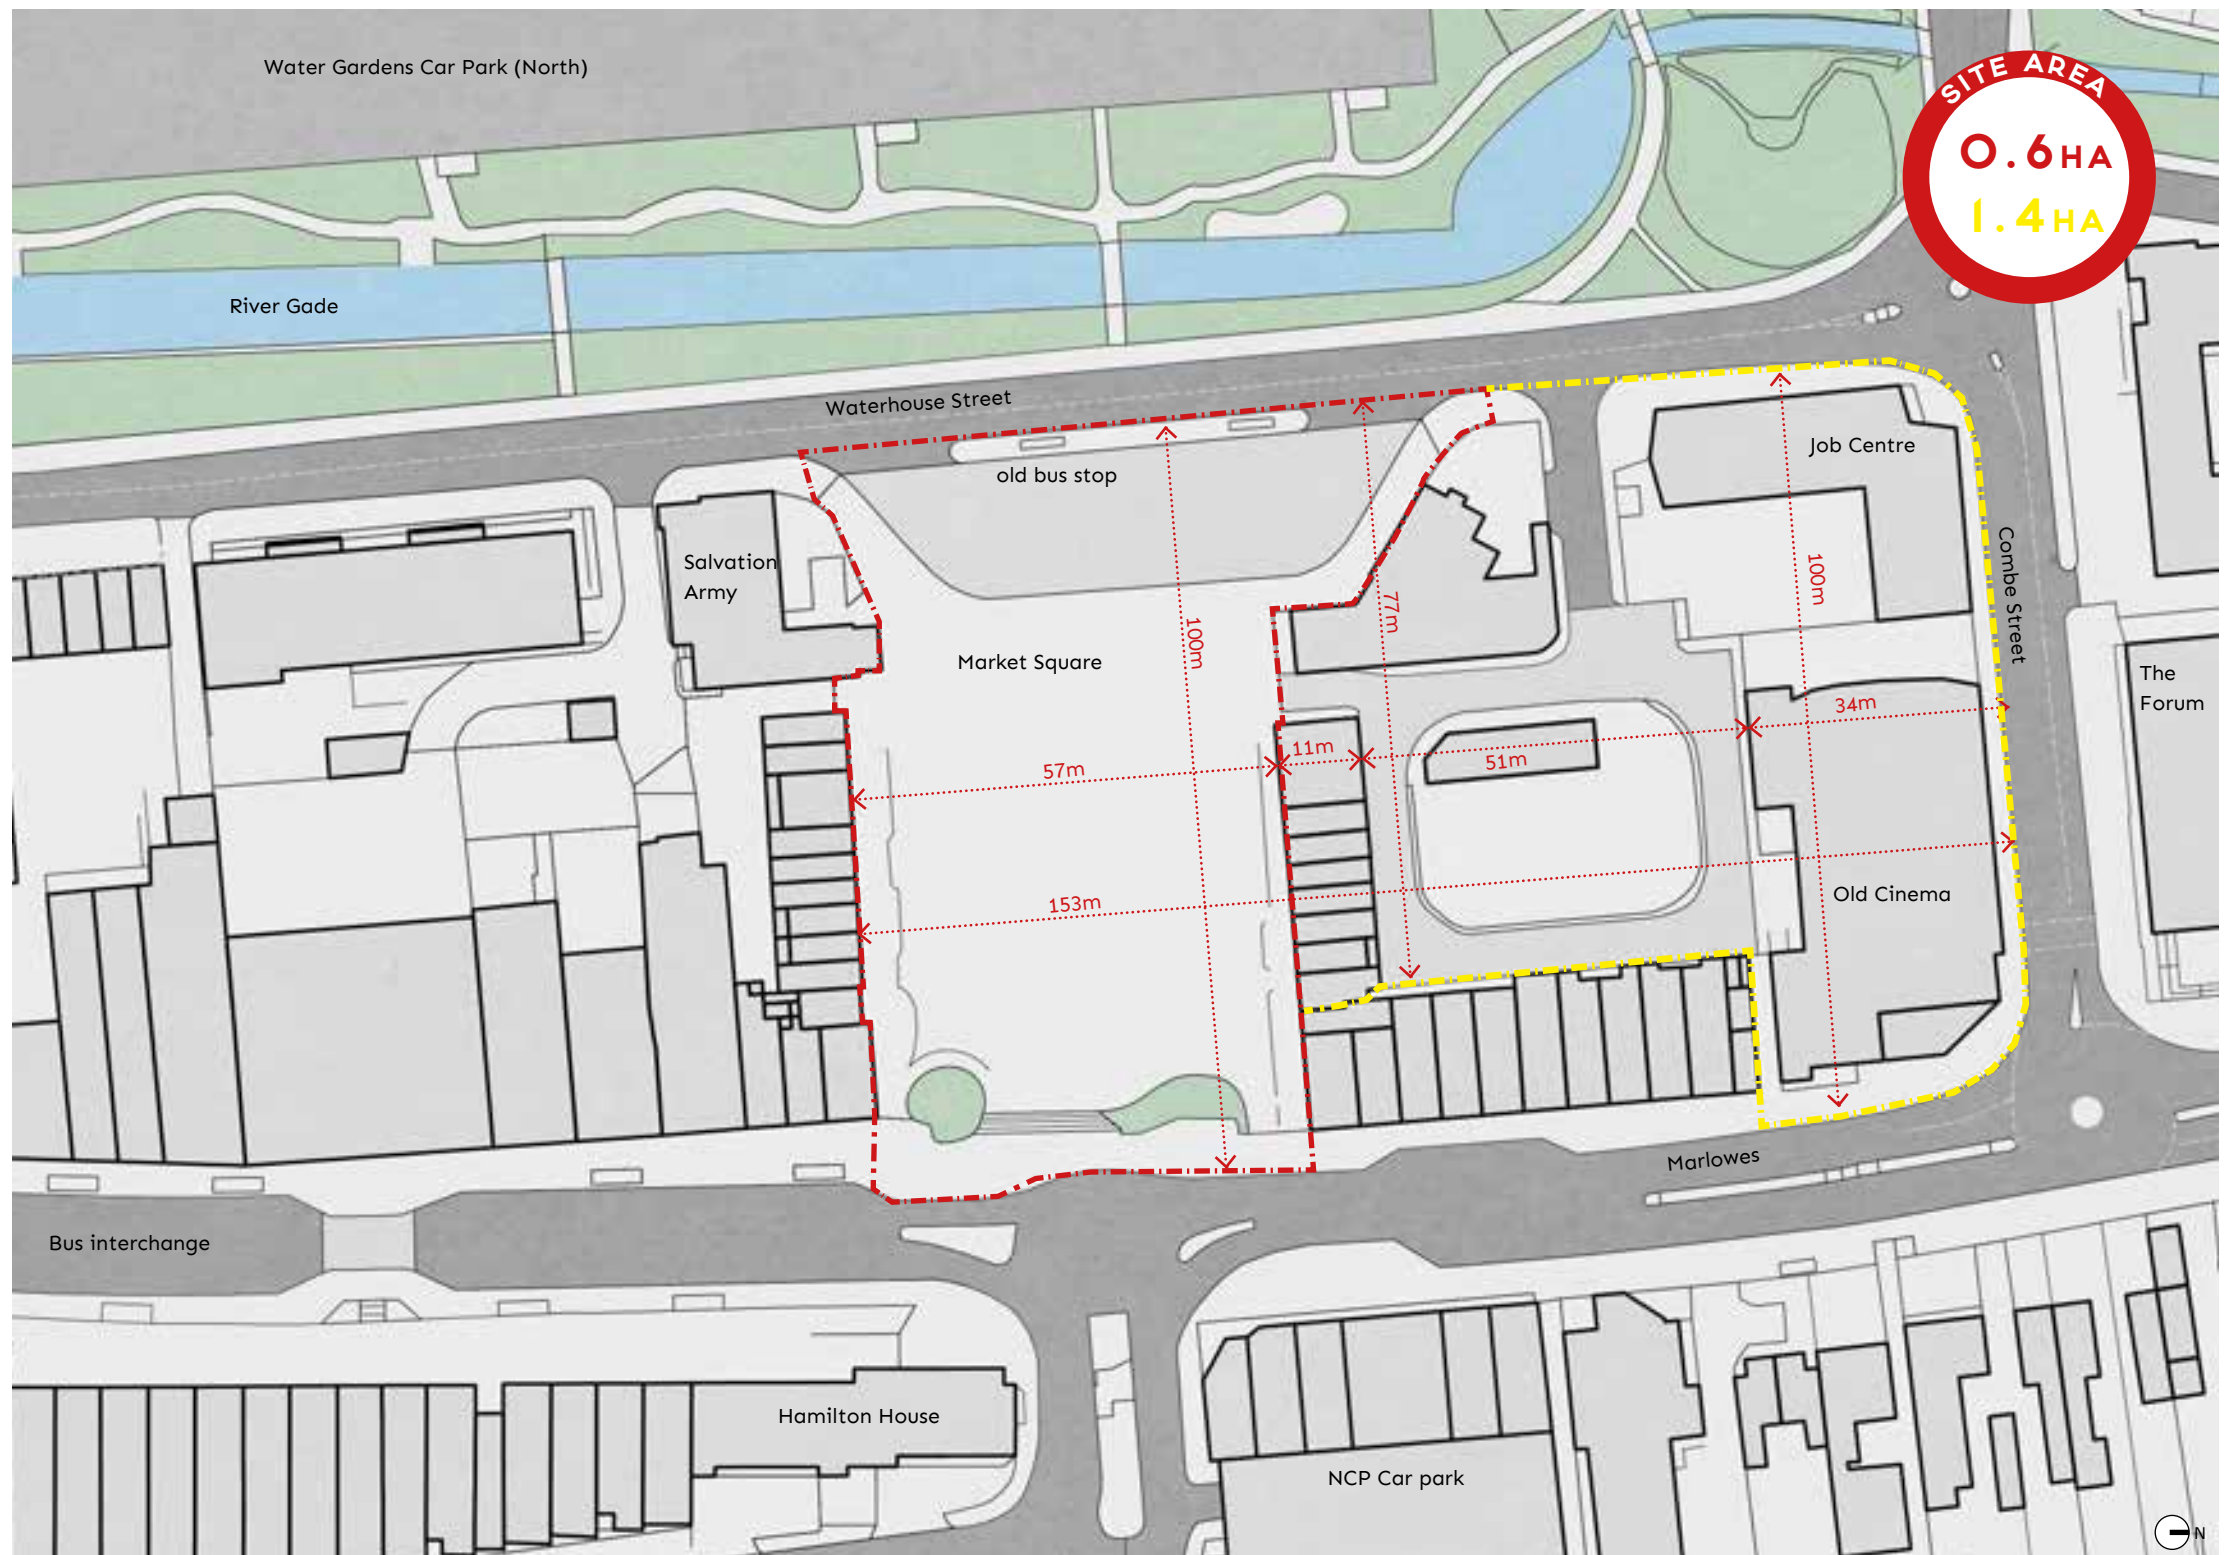 Water Gardens Car Park (North)
SITE AREA
0.6HA
1.4HA
River Gade
Waterhouse Street
old bus stop
Job Centre
Salvation
Army
Combe Street
100m
77m
100m
Market Square
The
Forum
34m
11m
51m
57m
153m
Old Cinema
Marlowes
Bus interchange
Hamilton House
NCP Car park
N